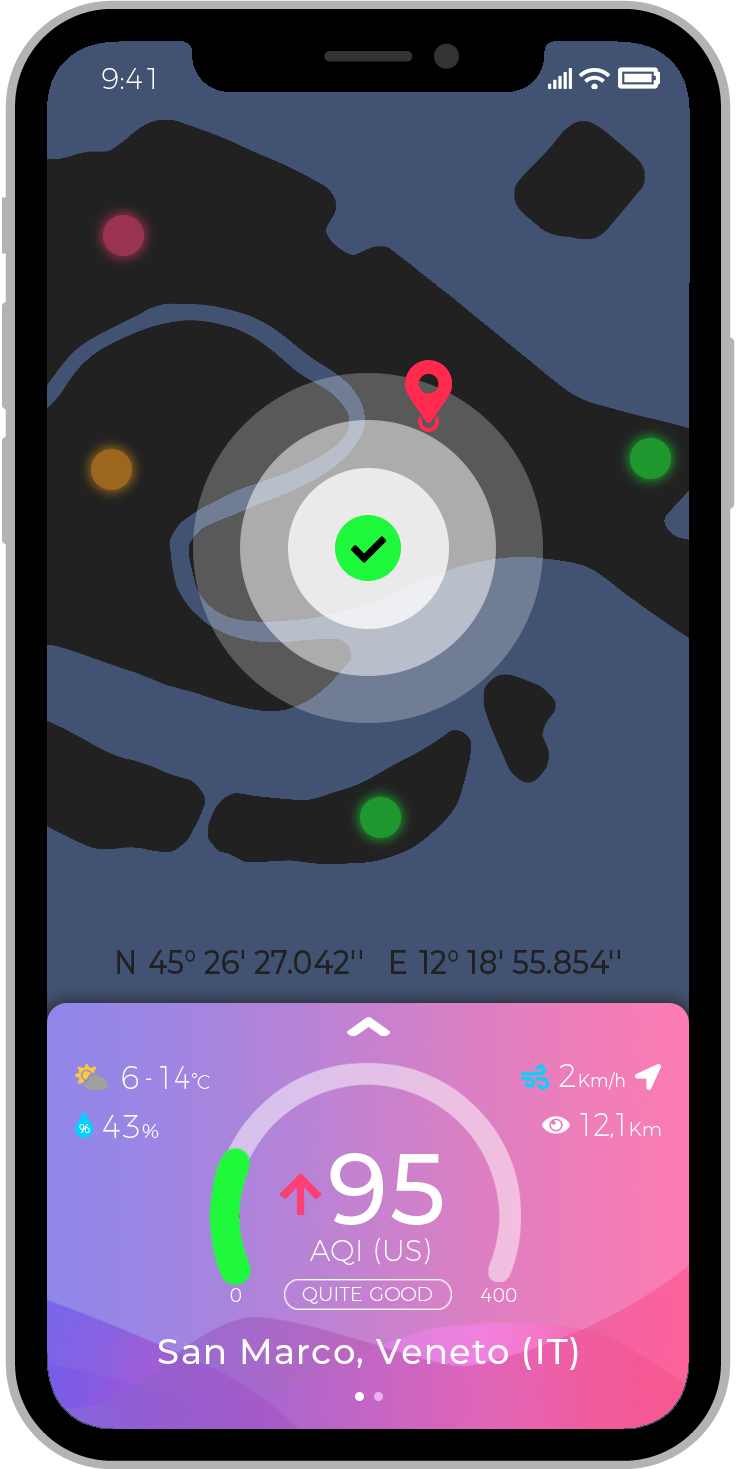 9:41
N 45° 26' 27.042'' E 12° 18' 55.854''
6 - 14°C
2Km/h
%
43%
12,1Km
95
AQI (US)
0
QUITE GOOD
400
San Marco, Veneto (IT)